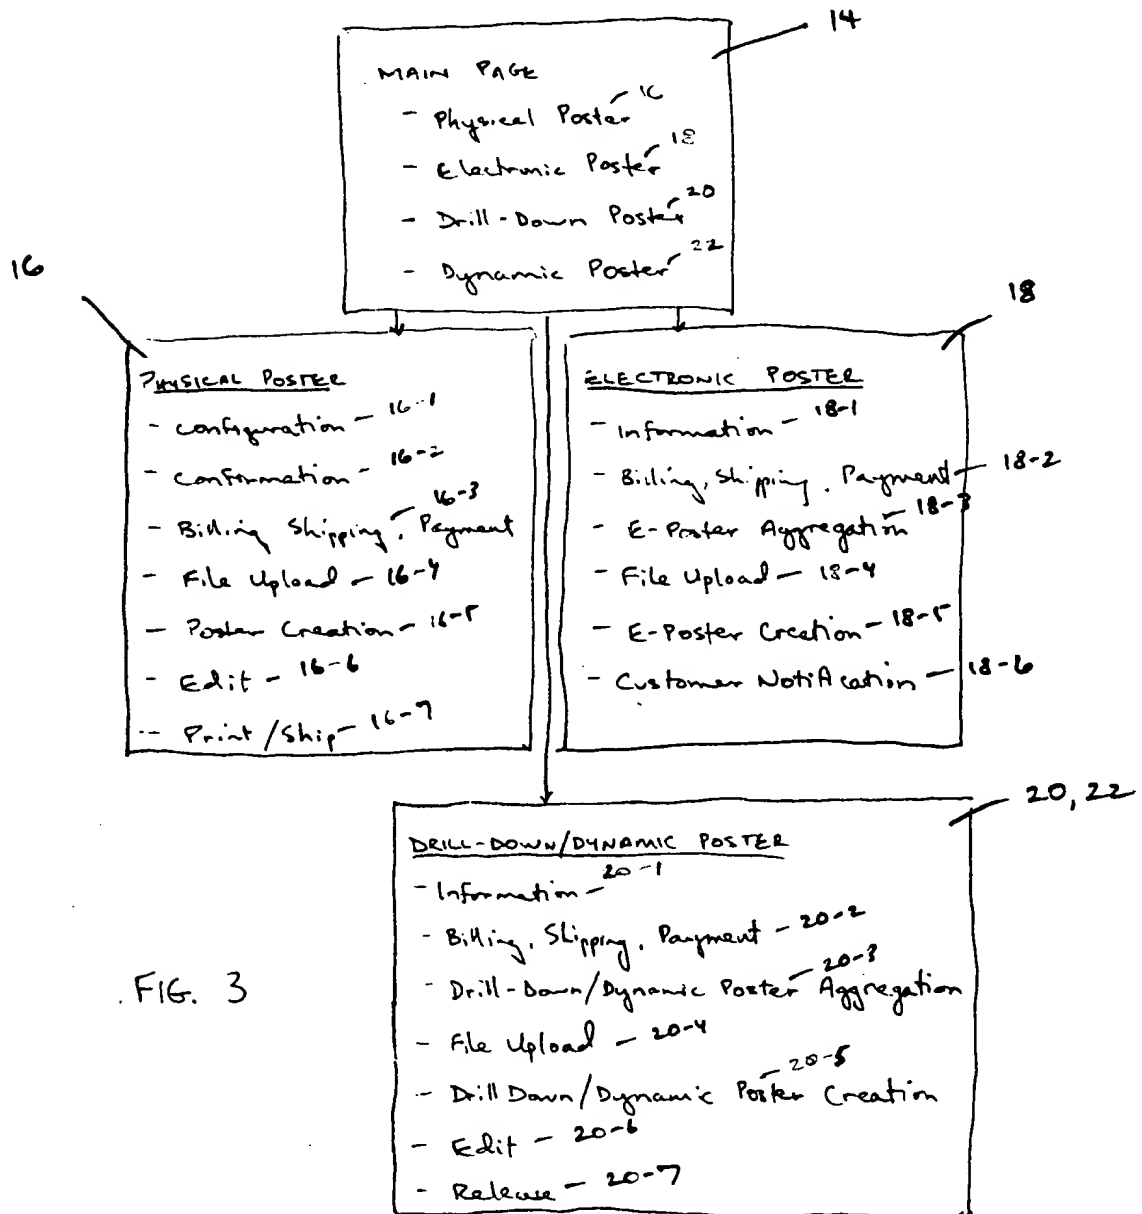 14
MAIN PAGE
- Physical Poster 16
- Electronic Poster 18
- Drill-Down Poster 20
- Dynamic Poster 22
16
PHYSICAL POSTER
- Configuration - 16-1
- Confirmation - 16-2
- Billing, Shipping, Payment 16-3
- File Upload - 16-4
- Poster Creation - 16-5
- Edit - 16-6
- Print/Ship - 16-7
18
ELECTRONIC POSTER
- Information - 18-1
- Billing, Shipping, Payment - 18-2
- E-Poster Aggregation - 18-3
- File Upload - 18-4
- E-Poster Creation - 18-5
- Customer Notification - 18-6
20, 22
DRILL-DOWN/DYNAMIC POSTER
- Information - 20-1
- Billing, Shipping, Payment - 20-2
- Drill-Down/Dynamic Poster Aggregation - 20-3
- File Upload - 20-4
- Drill Down/Dynamic Poster Creation - 20-5
- Edit - 20-6
- Release - 20-7
FIG. 3